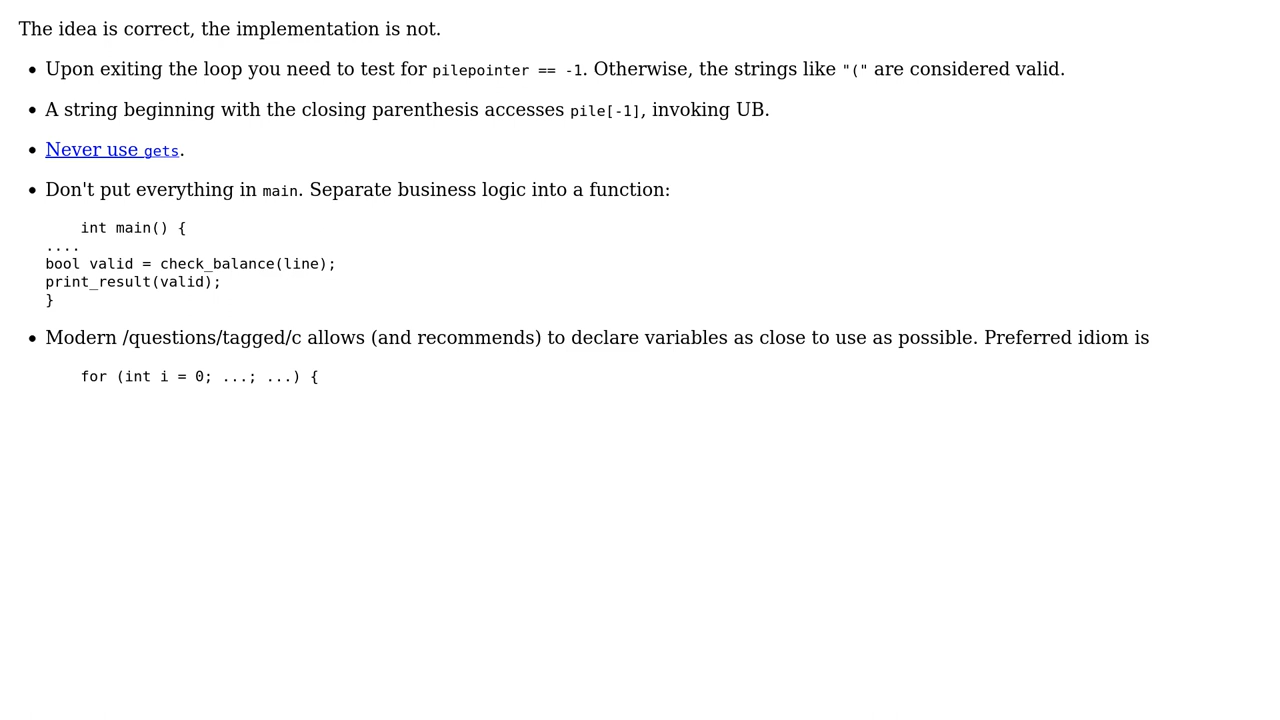 The idea is correct, the implementation is not.
• Upon exiting the loop you need to test for pilepointer == -1. Otherwise, the strings like "(" are considered valid.
• A string beginning with the closing parenthesis accesses pile[-1], invoking UB.
• Never use gets.
• Don't put everything in main. Separate business logic into a function:
    int main() {
....
bool valid = check_balance(line);
print_result(valid);
}
• Modern /questions/tagged/c allows (and recommends) to declare variables as close to use as possible. Preferred idiom is
    for (int i = 0; ...; ...) {